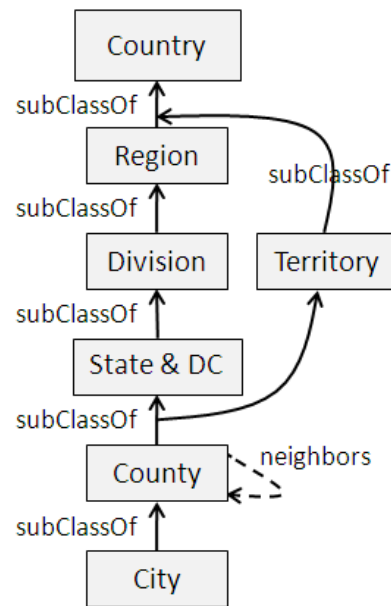 Country
subClassOf
Region
subClassOf
subClassOf
Division
Territory
subClassOf
State & DC
subClassOf
neighbors
County
subClassOf
City